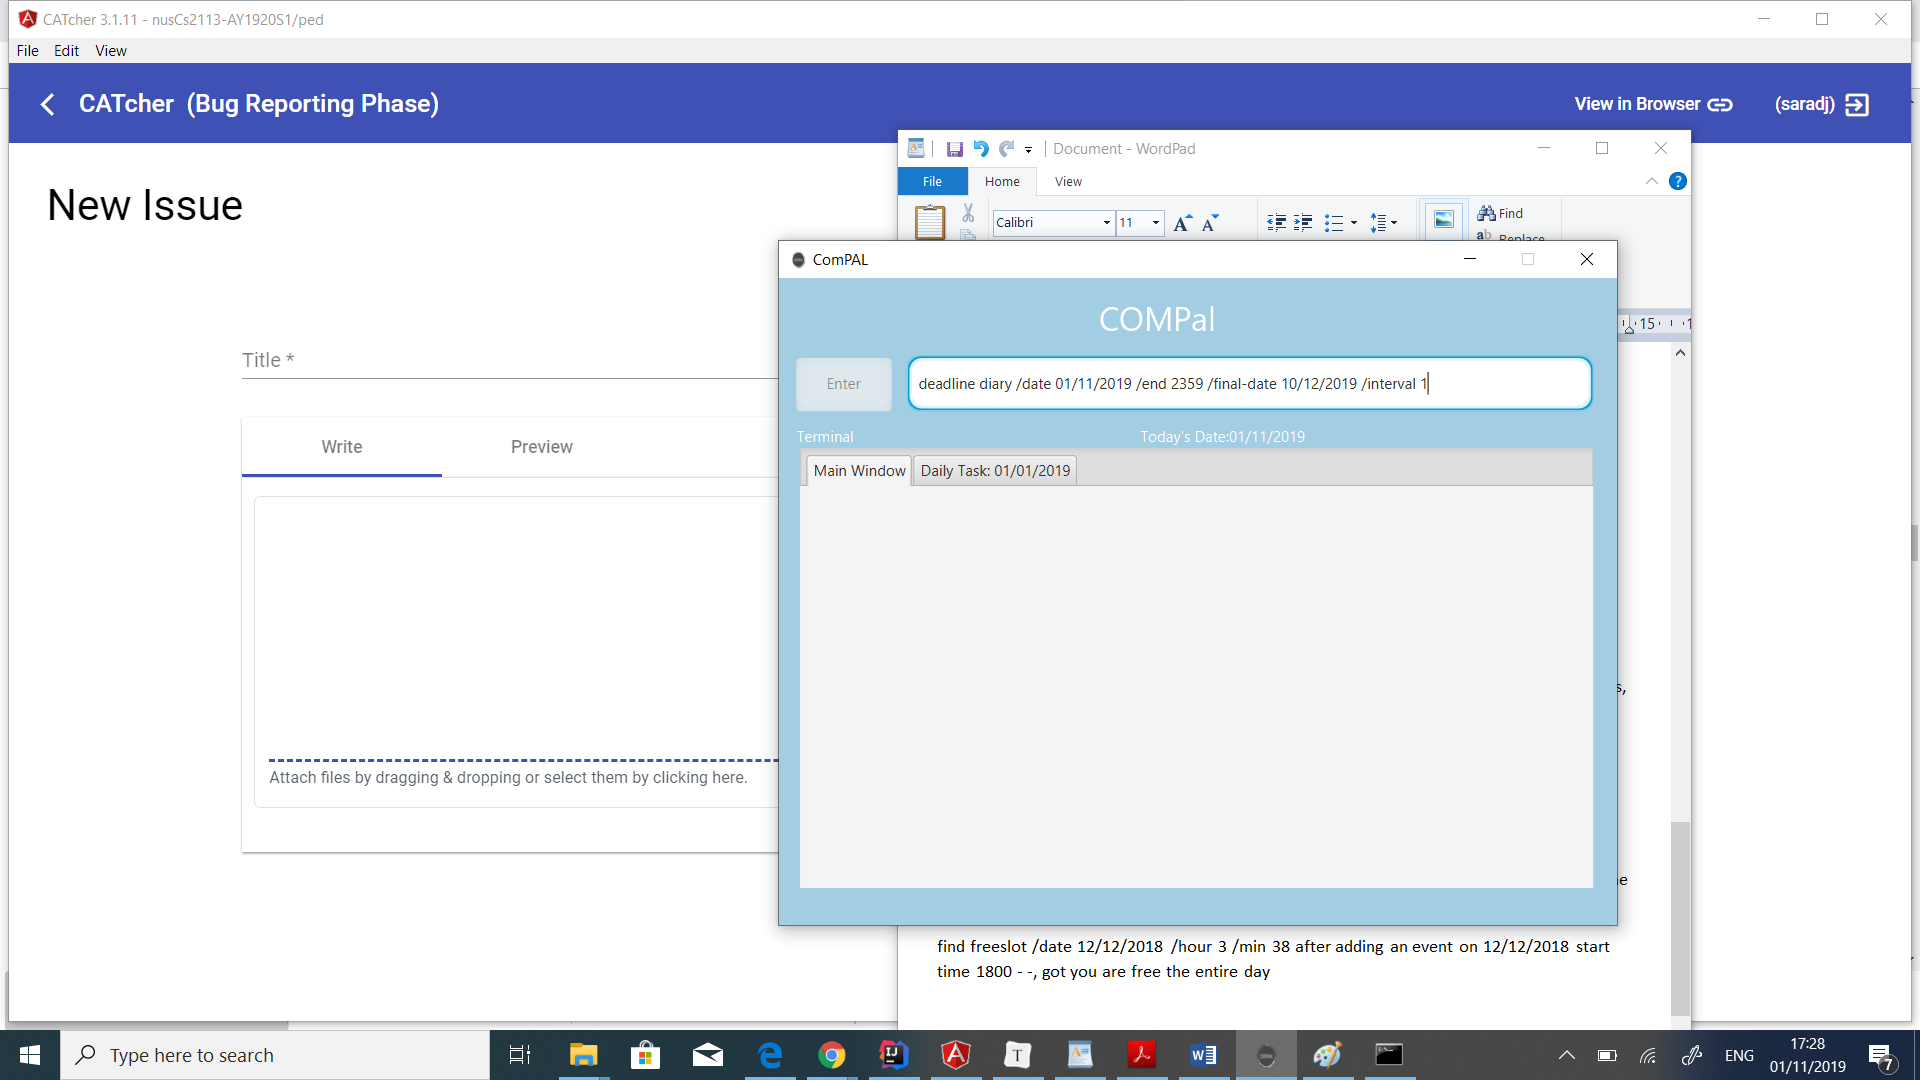 CATcher 3.1.11 - nusCs2113-AY1920S1/ped
File Edit View
CATcher (Bug Reporting Phase)
View in Browser
(saradj)
New Issue
Title *
Write Preview
Attach files by dragging & dropping or select them by clicking here.
Document - WordPad
File Home View
Calibri 11
Find
Replace
15
ComPAL
COMPal
Enter
deadline diary /date 01/11/2019 /end 2359 /final-date 10/12/2019 /interval 1
Terminal Today's Date:01/11/2019
Main Window Daily Task: 01/01/2019
s,
find freeslot /date 12/12/2018 /hour 3 /min 38 after adding an event on 12/12/2018 start
time 1800 - -, got you are free the entire day
Type here to search
ENG
17:28
01/11/2019
7